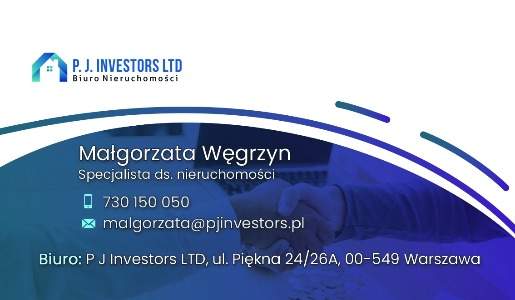 P. J. INVESTORS LTD
Biuro Nieruchomości
Małgorzata Węgrzyn
Specjalista ds. nieruchomości
730 150 050
malgorzata@pjinvestors.pl
Biuro: P J Investors LTD, ul. Piękna 24/26A, 00-549 Warszawa